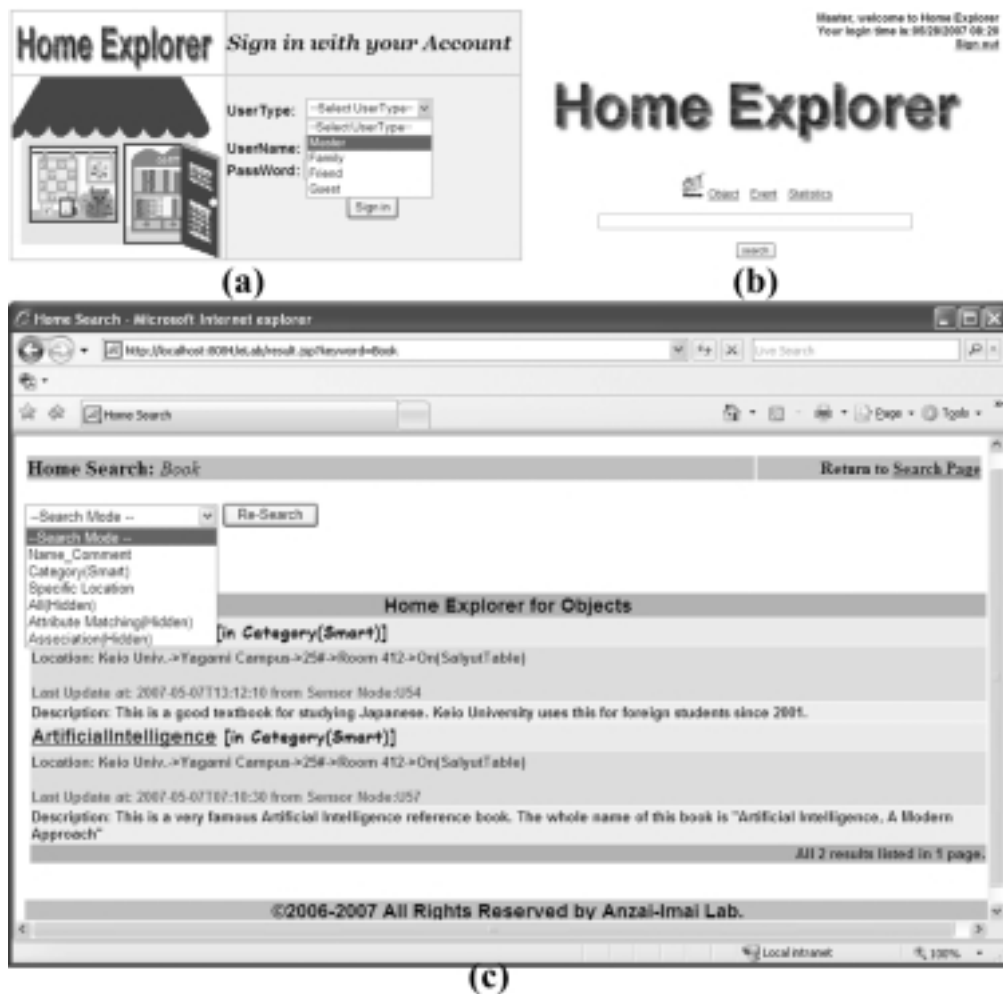 Home Explorer
Sign in with your Account
UserType:
--Select UserType--
--Select UserType--
Master
Family
Friend
Guest
UserName:
PassWord:
Sign in
(a)
Master, welcome to Home Explorer
Your login time is: 05/28/2007 08:20
Sign out
Home Explorer
Object Event Statistics
search
(b)
Home Search - Microsoft Internet explorer
Live Search
Home Search
Page Tools
Home Search: Book
Return to Search Page
--Search Mode --
Re-Search
--Search Mode --
Name_Comment
Category(Smart)
Specific Location
All(Hidden)
Attribute Matching(Hidden)
Association(Hidden)
Home Explorer for Objects
[in Category(Smart)]
Location: Keio Univ.->Yagami Campus->25#->Room 412->On(SalyutTable)
Last Update at: 2007-05-07T13:12:10 from Sensor Node:U54
Description: This is a good textbook for studying Japanese. Keio University uses this for foreign students since 2001.
ArtificialIntelligence [in Category(Smart)]
Location: Keio Univ.->Yagami Campus->25#->Room 412->On(SalyutTable)
Last Update at: 2007-05-07T07:10:30 from Sensor Node:U57
Description: This is a very famous Artificial Intelligence reference book. The whole name of this book is "Artificial Intelligence, A Modern
Approach"
All 2 results listed in 1 page.
©2006-2007 All Rights Reserved by Anzai-Imai Lab.
Local intranet
100%
(c)